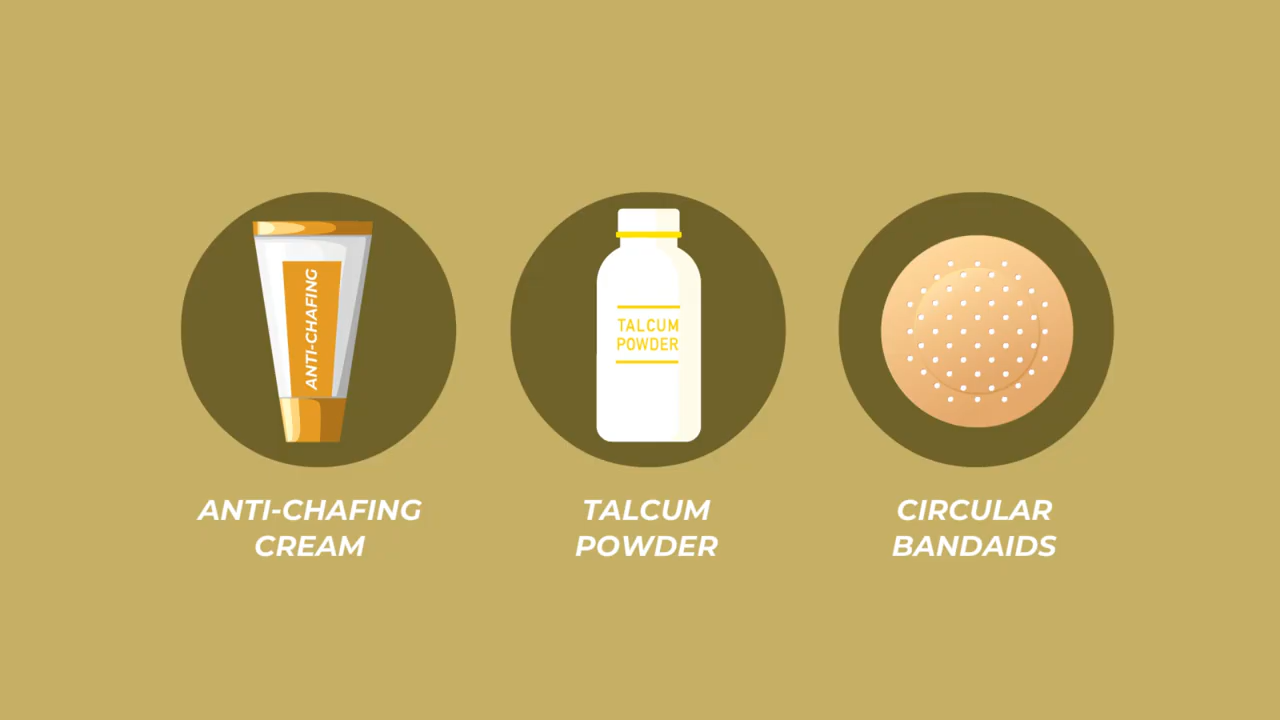 ANTI-CHAFING
TALCUM
POWDER
ANTI-CHAFING
CREAM
TALCUM
POWDER
CIRCULAR
BANDAIDS